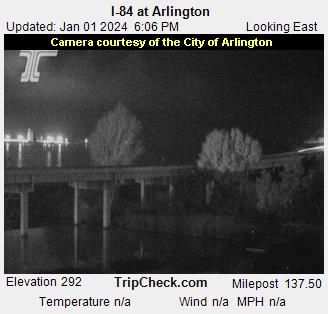 I-84 at Arlington
Updated: Jan 01 2024 6:06 PM Looking East
Camera courtesy of the City of Arlington
Elevation 292 TripCheck.com Milepost 137.50
Temperature n/a Wind n/a MPH n/a